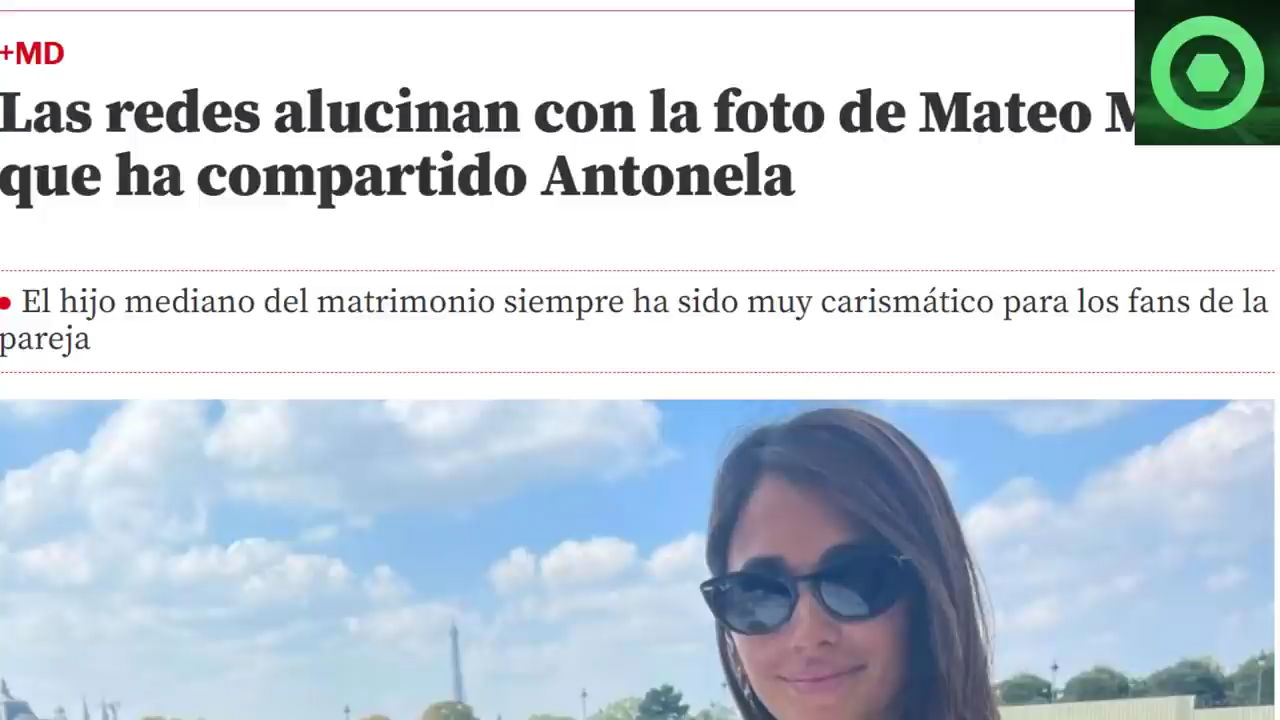 +MD
Las redes alucinan con la foto de Mateo
que ha compartido Antonela
• El hijo mediano del matrimonio siempre ha sido muy carismático para los fans de la
pareja